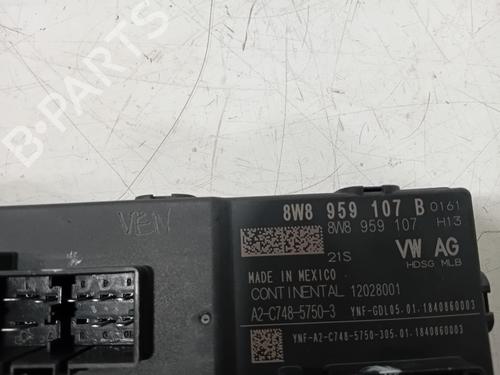 B-PARTS
VEN
8W8 959 107 B 0161
8W8 959 107 H13
21S
VW AG
HDSG MLB
MADE IN MEXICO
CONTINENTAL 12028001
A2-C748-5750-3 YNF-GDL05.01.1840860003
YNF-A2-C748-5750-305.01.1840860003